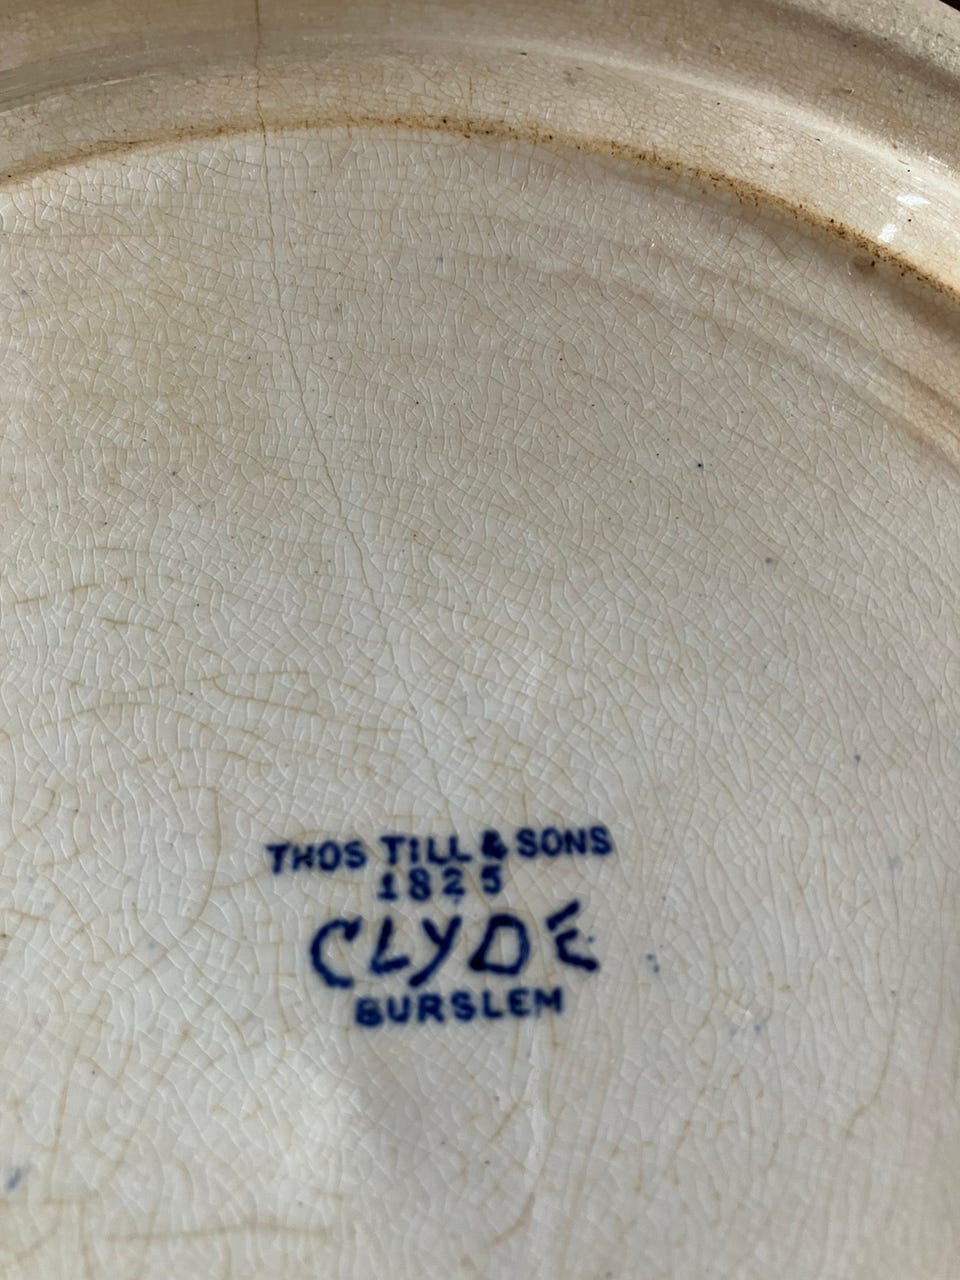 THOS TILL & SONS
1825
CLYDE
BURSLEM